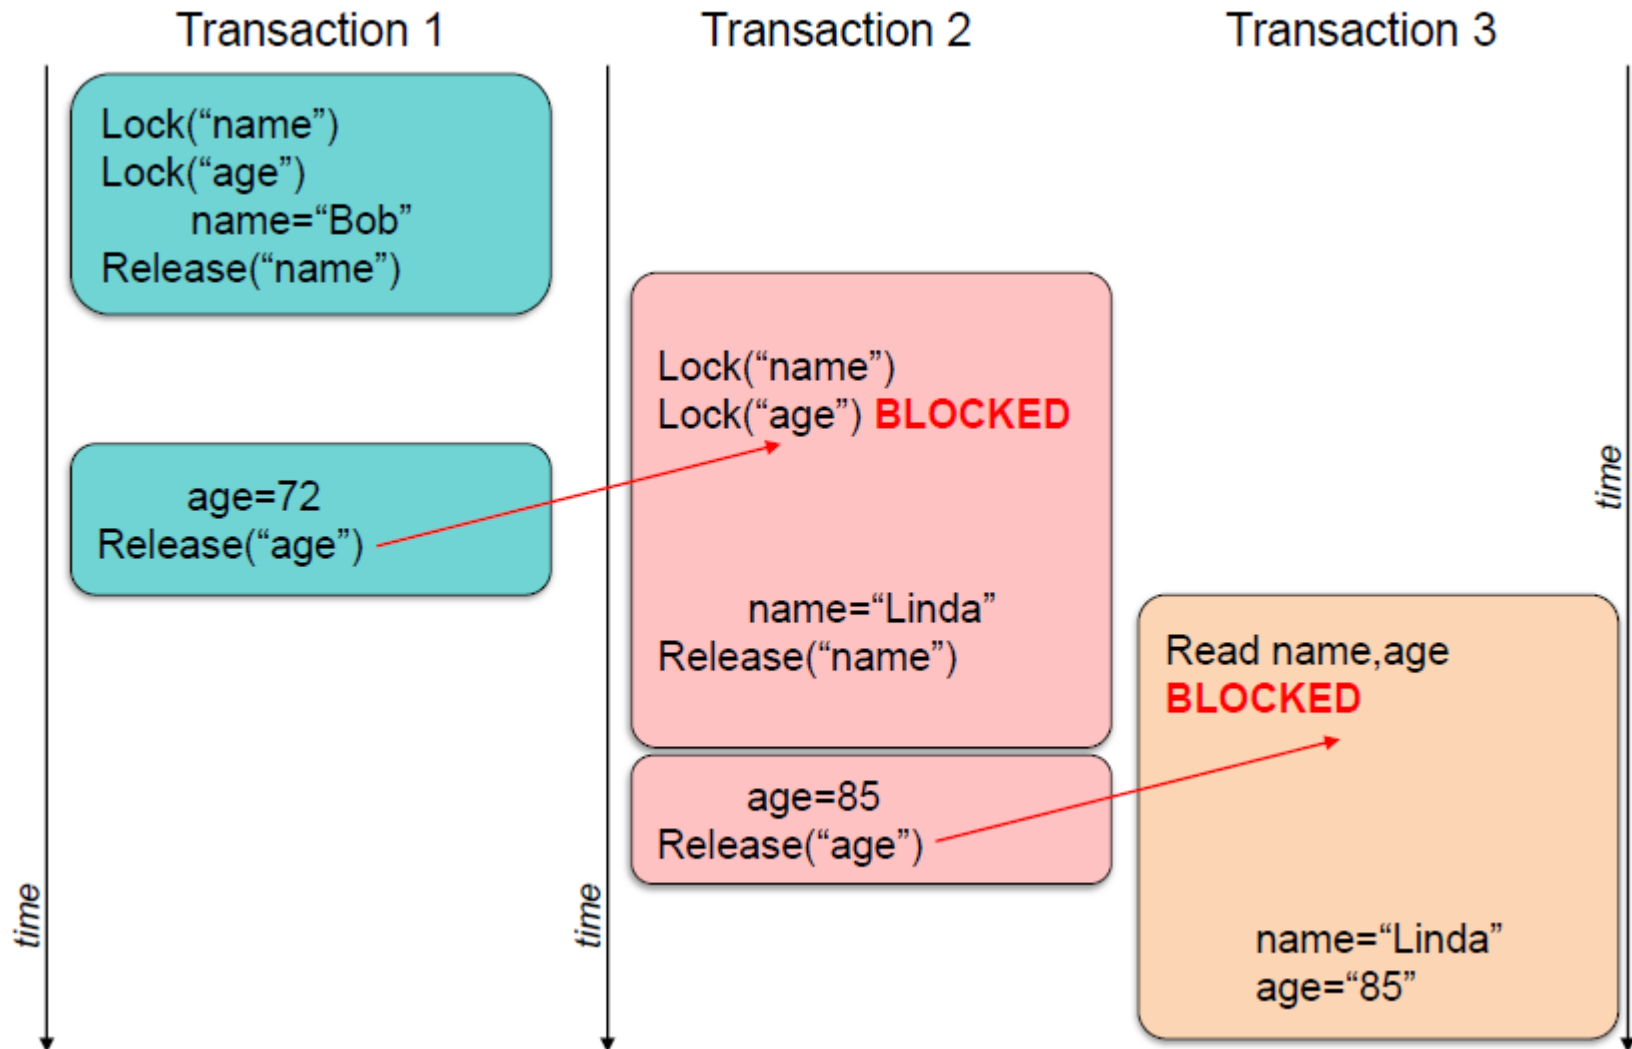 Transaction 1
Lock(“name”)
Lock(“age”)
name=“Bob”
Release(“name”)
age=72
Release(“age”)
time
Transaction 2
Lock(“name”)
Lock(“age”) BLOCKED
name=“Linda”
Release(“name”)
age=85
Release(“age”)
time
Transaction 3
Read name,age
BLOCKED
name=“Linda”
age=“85”
time